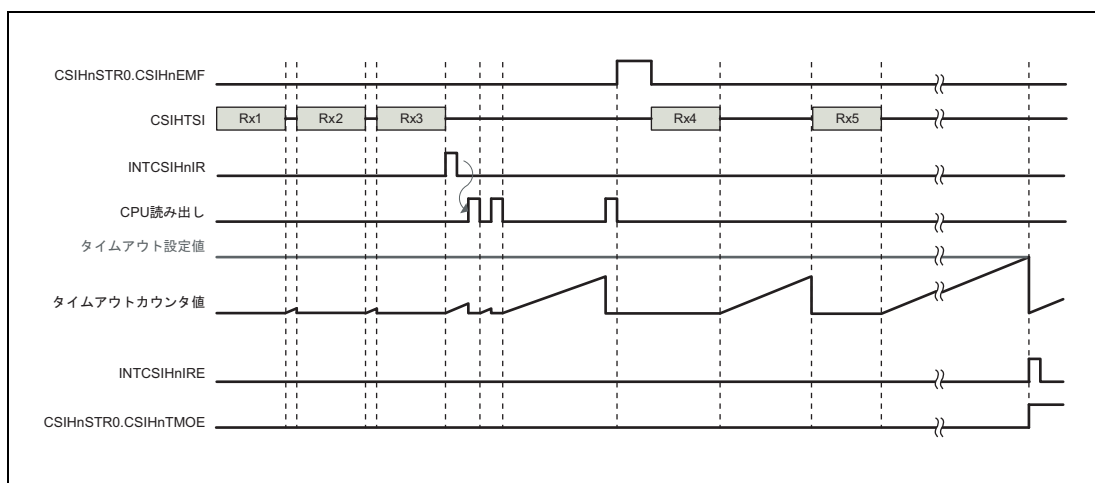 CSIHnSTR0.CSIHnEMF
CSIHTSI
Rx1 Rx2 Rx3 Rx4 Rx5
INTCSIHnIR
CPU読み出し
タイムアウト設定値
タイムアウトカウンタ値
INTCSIHnIRE
CSIHnSTR0.CSIHnTMOE